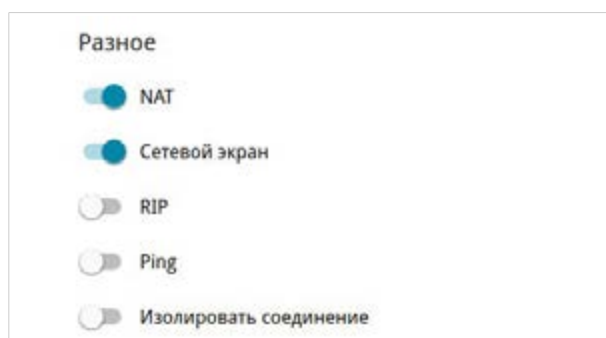 Разное
NAT
Сетевой экран
RIP
Ping
Изолировать соединение